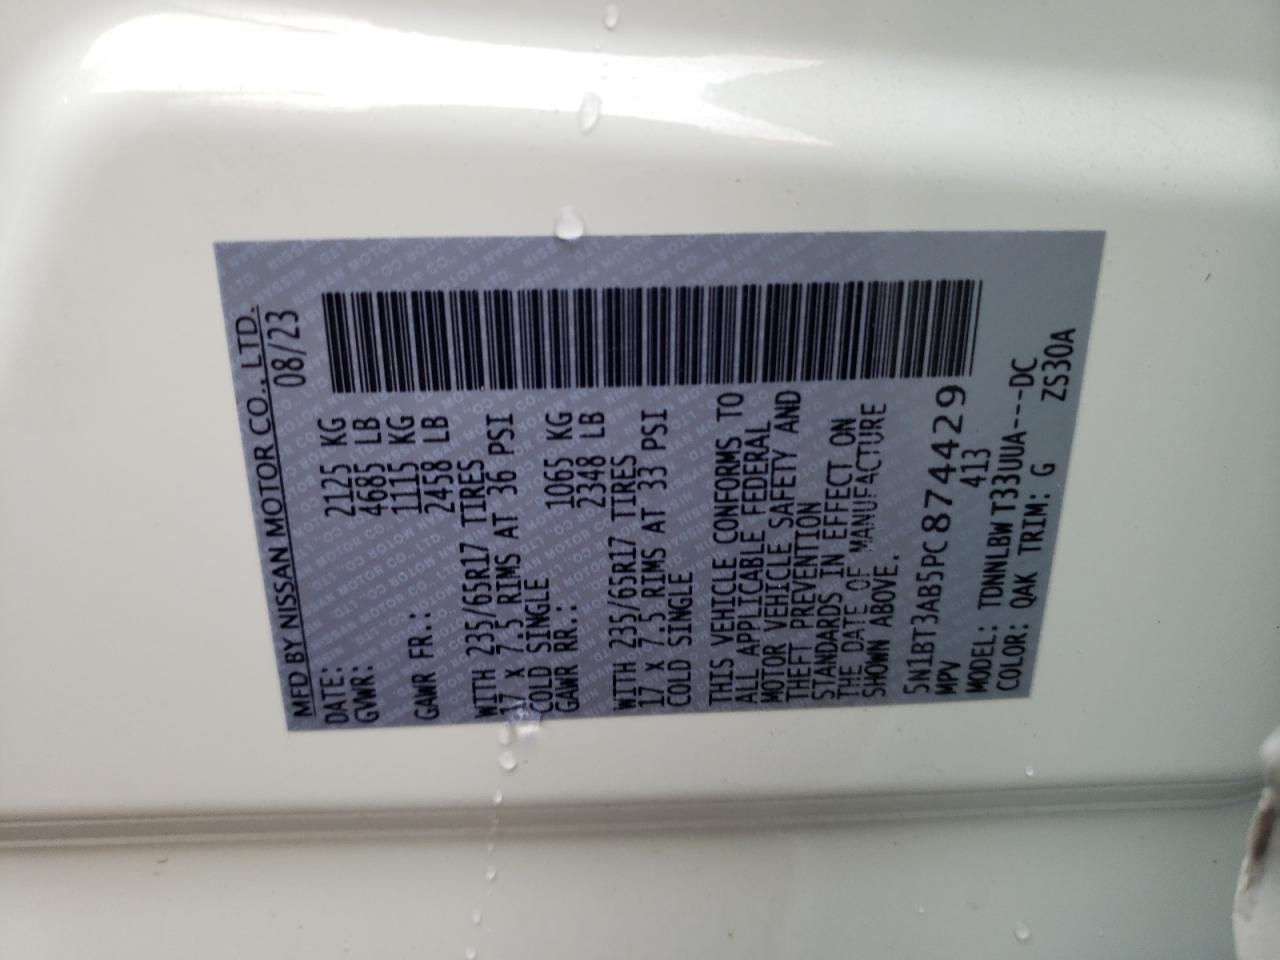 MFD BY NISSAN MOTOR CO., LTD.
DATE: 08/23
GVWR: 2125 KG
4685 LB
GAWR FR.: 1115 KG
2458 LB
WITH 235/65R17 TIRES
17 X 7.5 RIMS AT 36 PSI
COLD SINGLE
GAWR RR.: 1065 KG
2348 LB
WITH 235/65R17 TIRES
17 X 7.5 RIMS AT 33 PSI
COLD SINGLE
THIS VEHICLE CONFORMS TO
ALL APPLICABLE FEDERAL
MOTOR VEHICLE SAFETY AND
THEFT PREVENTION
STANDARDS IN EFFECT ON
THE DATE OF MANUFACTURE
SHOWN ABOVE.
5N1BT3AB5PC874429
MPV 413
MODEL: TDNNLBWT33UUA---DC
COLOR: QAK TRIM: G ZS30A